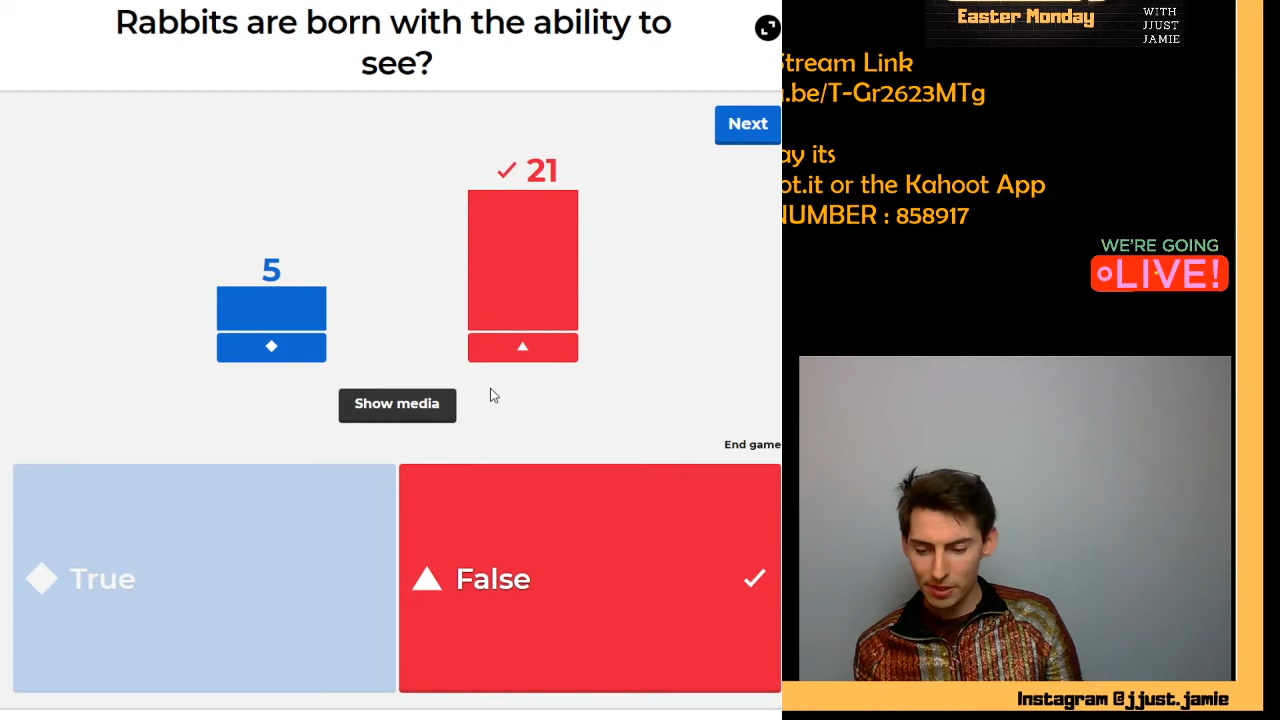 Rabbits are born with the ability to
see?
Next
5
21
Show media
End game
True
False
Easter Monday
WITH
JJUST
JAMIE
Stream Link
.be/T-Gr2623MTg
ay its
ot.it or the Kahoot App
NUMBER : 858917
WE'RE GOING
LIVE!
Instagram @jjust.jamie